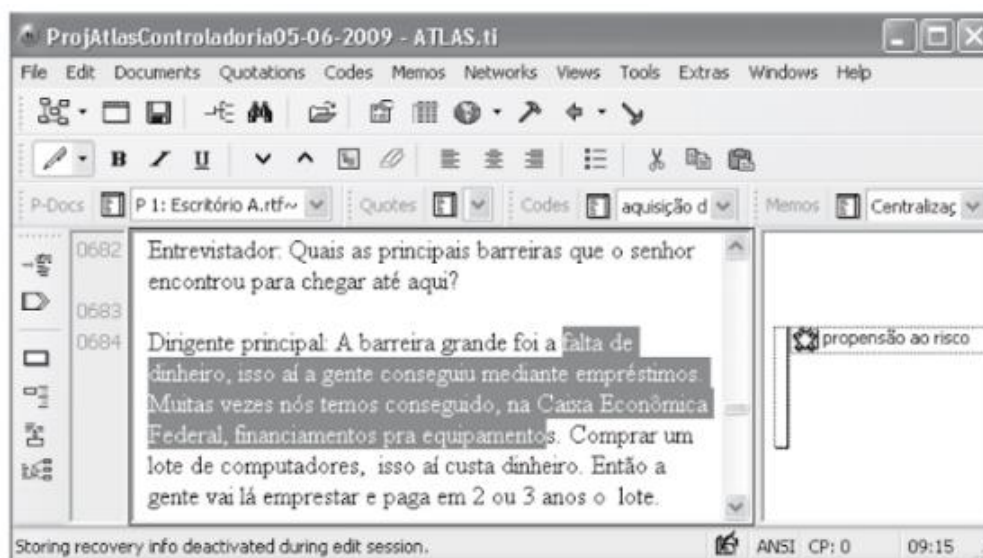 ProjAtlasControladoria05-06-2009 - ATLAS.ti
File Edit Documents Quotations Codes Memos Networks Views Tools Extras Windows Help
B I U
P-Docs P 1: Escritório A.rtf~ Quotes Codes aquisição d Memos Centralizaç
0682 Entrevistador: Quais as principais barreiras que o senhor
encontrou para chegar até aqui?
0683
0684 Dirigente principal: A barreira grande foi a falta de
dinheiro, isso aí a gente conseguiu mediante empréstimos.
Muitas vezes nós temos conseguido, na Caixa Econômica
Federal, financiamentos pra equipamentos. Comprar um
lote de computadores, isso aí custa dinheiro. Então a
gente vai lá emprestar e paga em 2 ou 3 anos o lote.
propensão ao risco
Storing recovery info deactivated during edit session. ANSI CP: 0 09:15